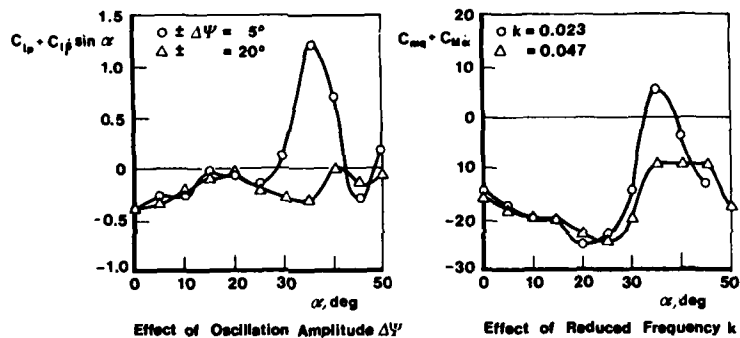 C_lp + C_lβ̇ sin α
1.5
1.0
0.5
0
-0.5
-1.0
○ ± ΔΨ = 5°
△ ± = 20°
0 10 20 30 40 50
α, deg
Effect of Oscillation Amplitude ΔΨ
C_mq + C_Mα̇
20
10
0
10
-20
-30
○ k = 0.023
△ = 0.047
0 10 20 30 40 50
α, deg
Effect of Reduced Frequency k